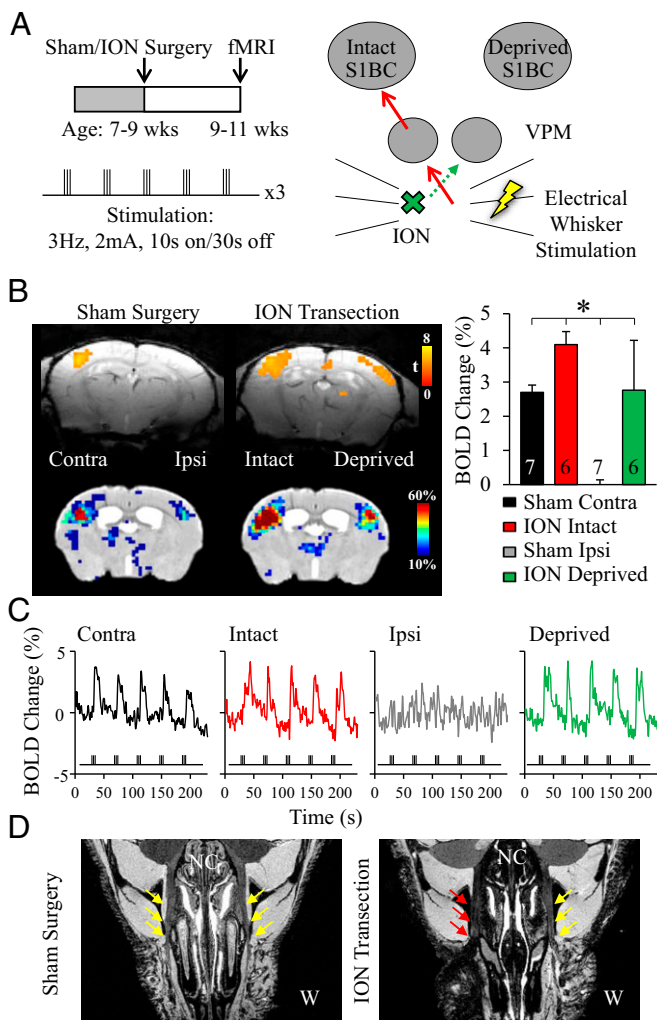 A
Sham/ION Surgery fMRI
Age: 7-9 wks 9-11 wks
x3
Stimulation:
3Hz, 2mA, 10s on/30s off
Intact
S1BC
Deprived
S1BC
VPM
ION
Electrical
Whisker
Stimulation
B
Sham Surgery ION Transection
8
t
0
Contra Ipsi Intact Deprived
60%
10%
BOLD Change (%)
5
4
3
2
1
0
*
7 6 7 6
Sham Contra
ION Intact
Sham Ipsi
ION Deprived
C
Contra Intact Ipsi Deprived
BOLD Change (%)
5
0
-5
0 50 100 150 200 0 50 100 150 200 0 50 100 150 200 0 50 100 150 200
Time (s)
D
Sham Surgery
NC
W
ION Transection
NC
W